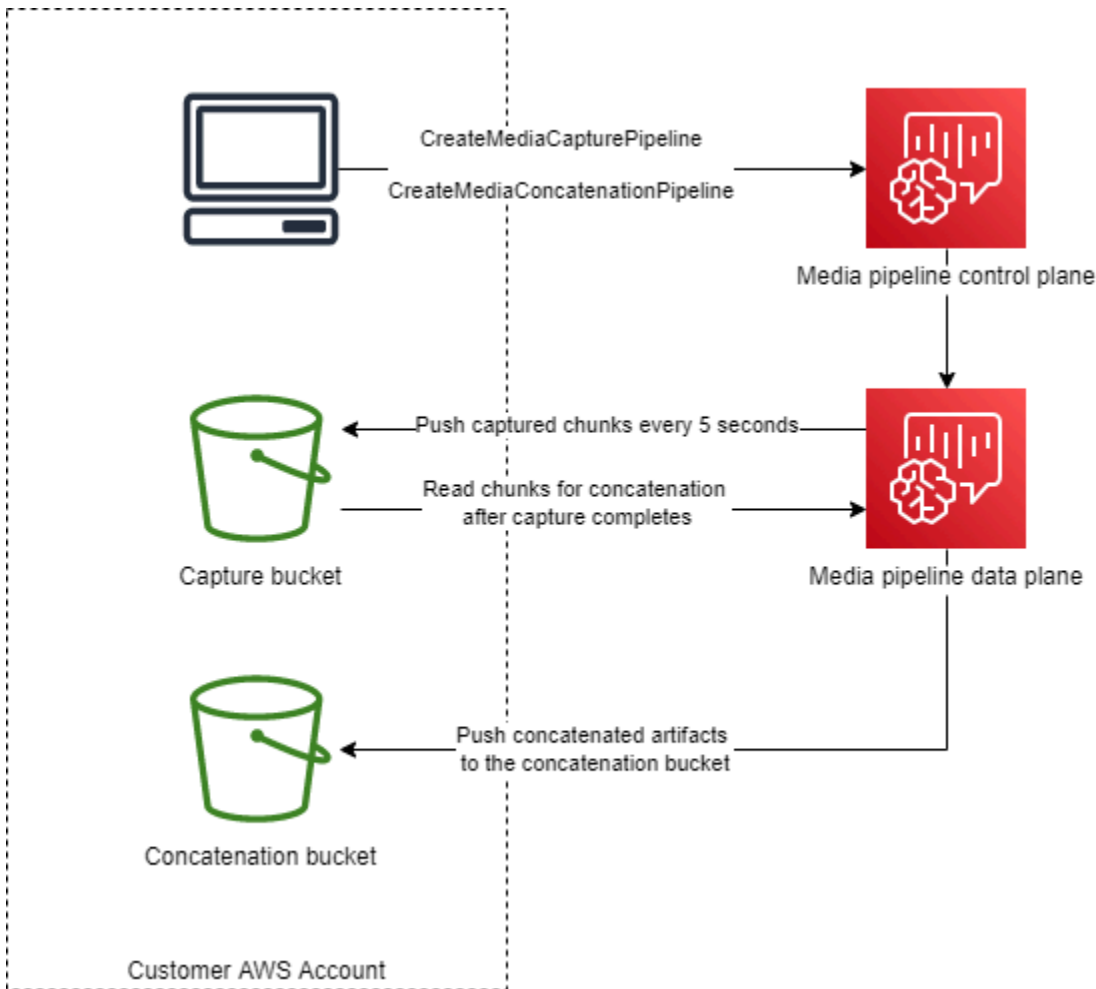 CreateMediaCapturePipeline
CreateMediaConcatenationPipeline
Media pipeline control plane
Push captured chunks every 5 seconds
Read chunks for concatenation
after capture completes
Capture bucket
Media pipeline data plane
Push concatenated artifacts
to the concatenation bucket
Concatenation bucket
Customer AWS Account